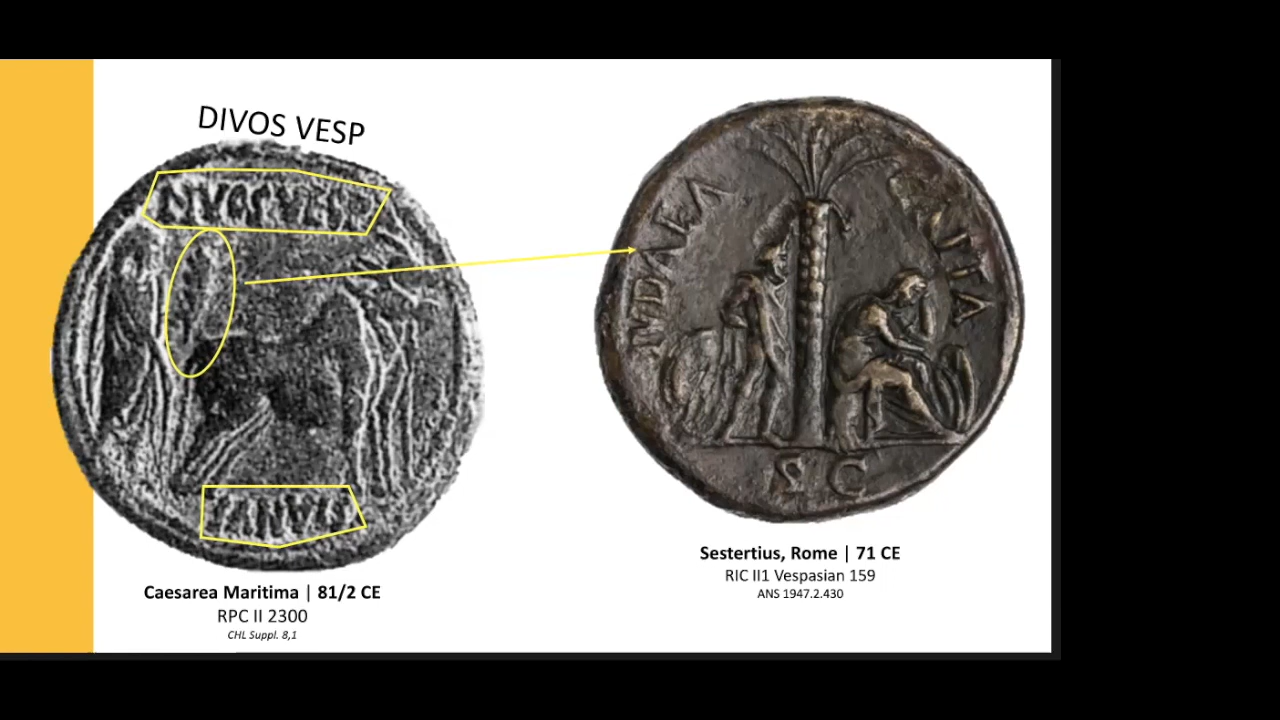 DIVOS VESP
IVDAEA
S C
Caesarea Maritima | 81/2 CE
RPC II 2300
CHL Suppl. 8,1
Sestertius, Rome | 71 CE
RIC II1 Vespasian 159
ANS 1947.2.430